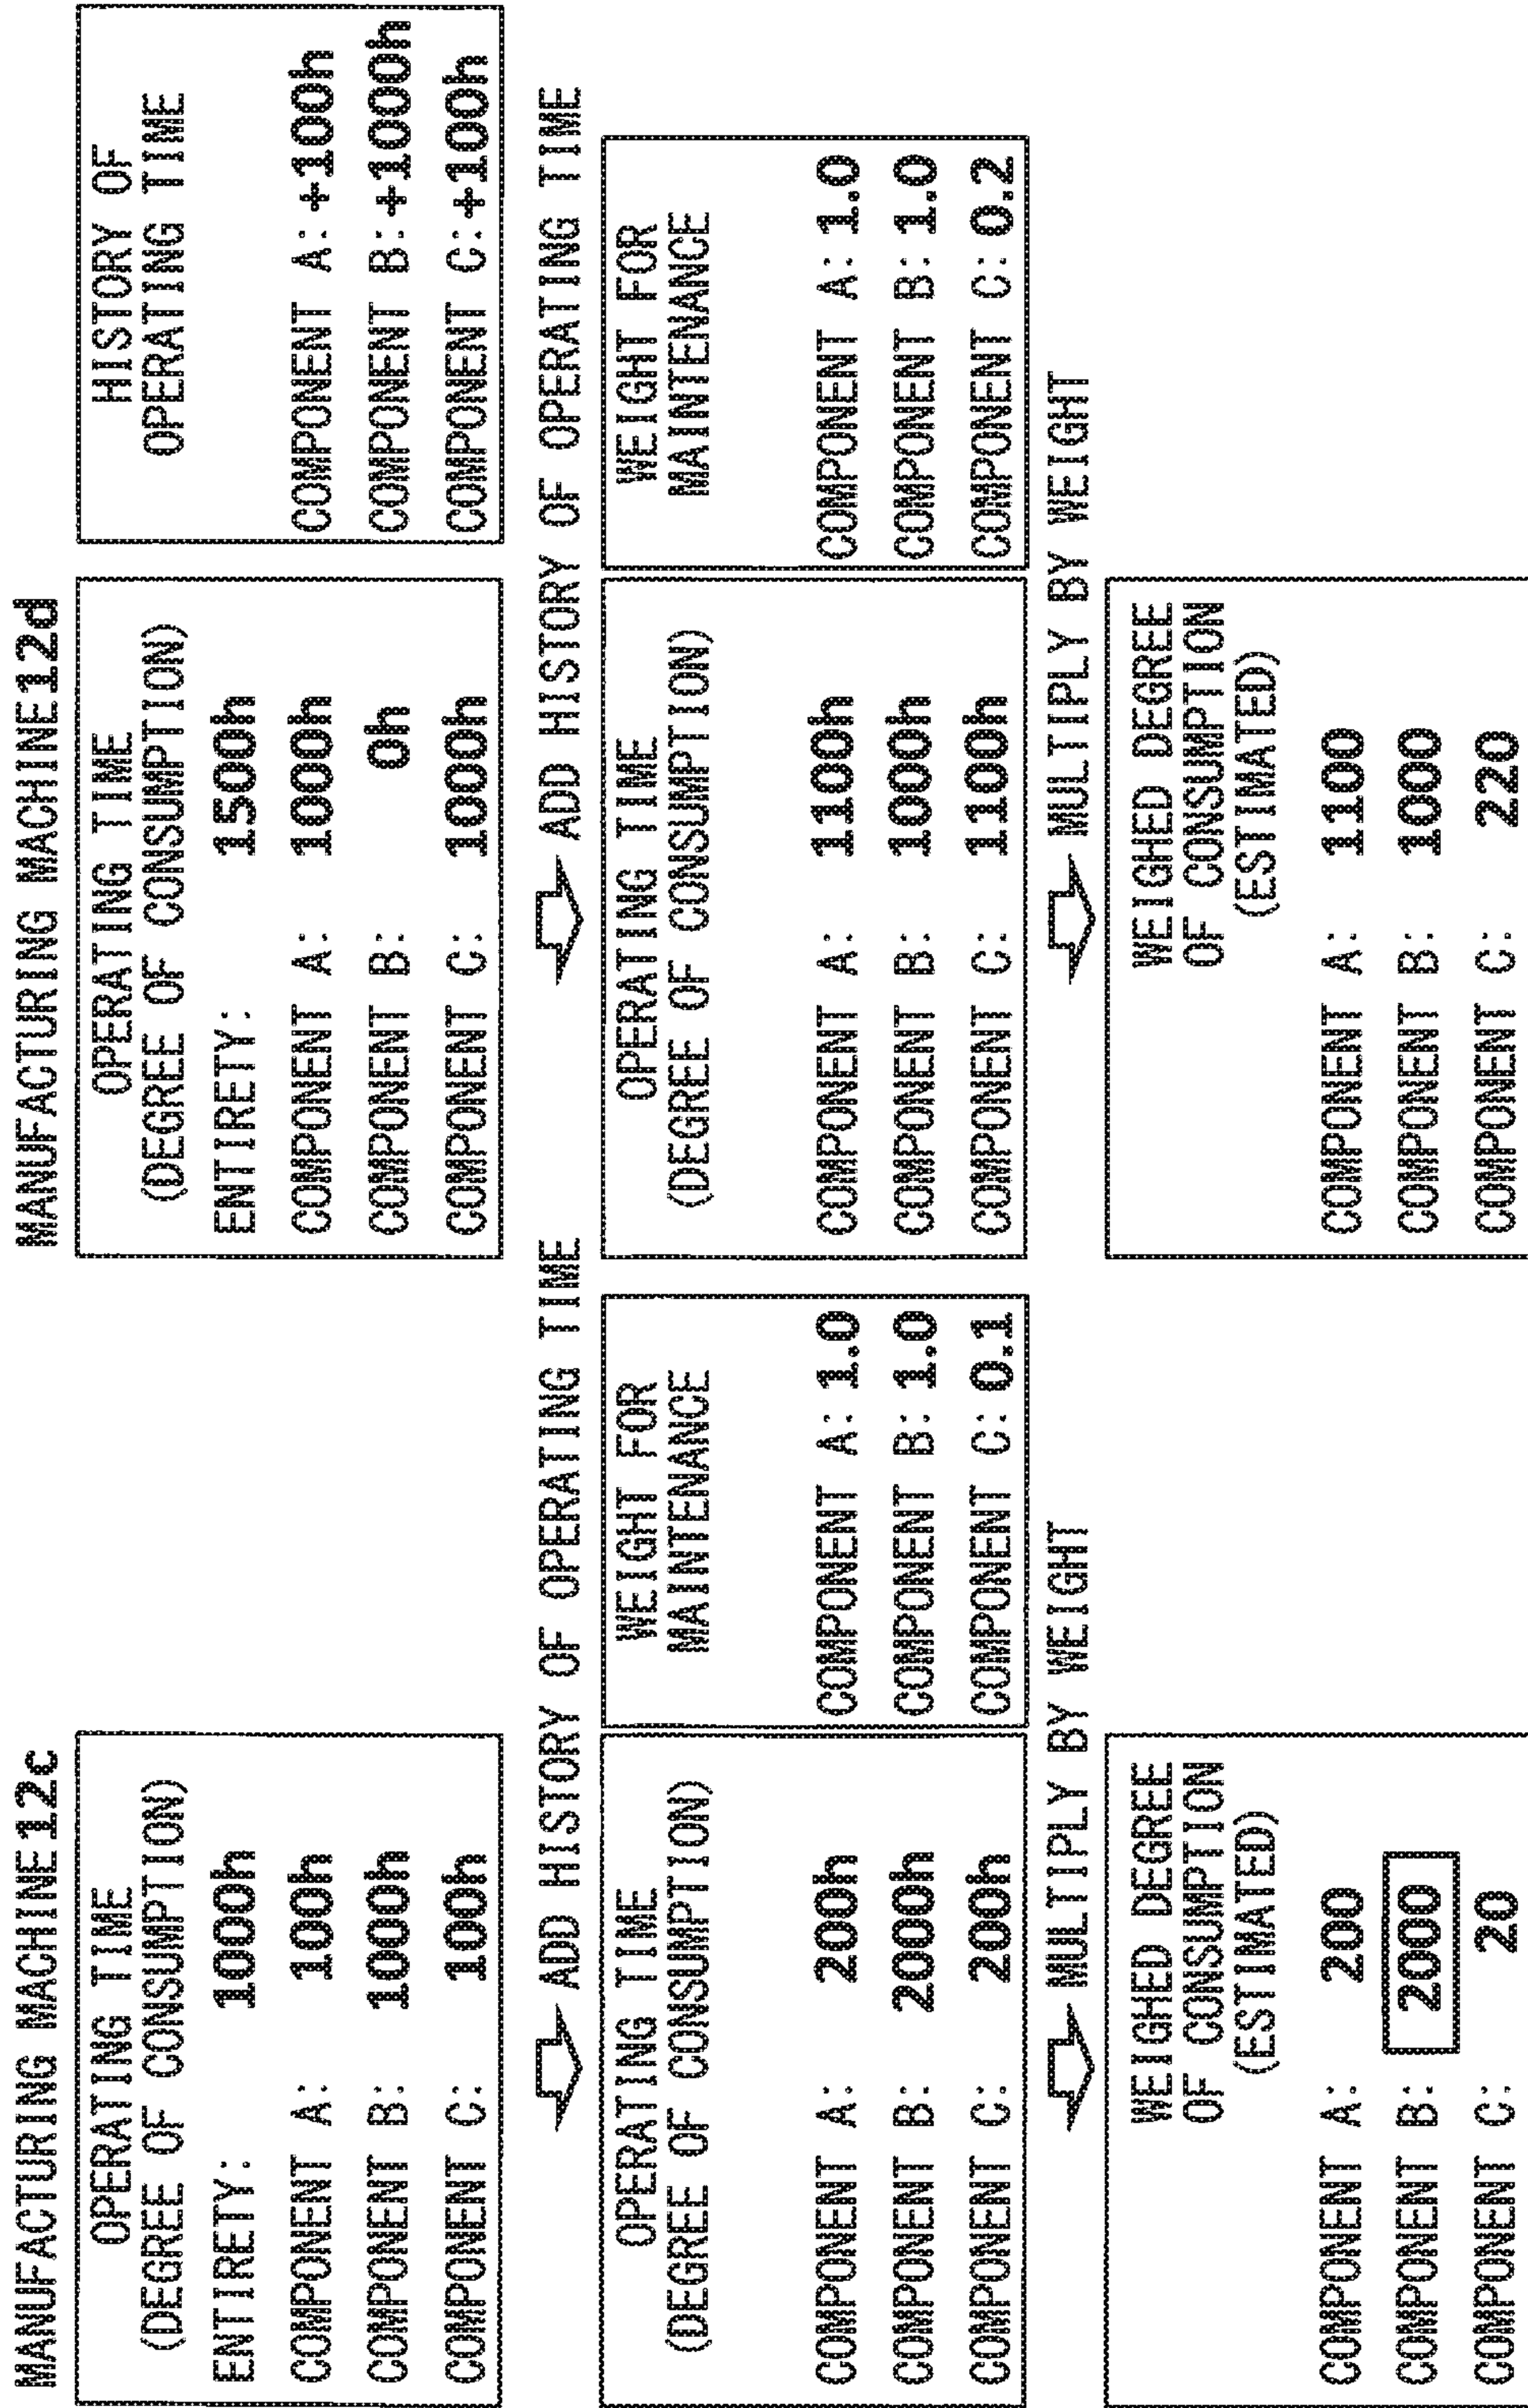 MANUFACTURING MACHINE 12c
OPERATING TIME
(DEGREE OF CONSUMPTION)
ENTIRETY: 1000h
COMPONENT A: 100h
COMPONENT B: 1000h
COMPONENT C: 100h
ADD HISTORY OF OPERATING TIME
OPERATING TIME
(DEGREE OF CONSUMPTION)
COMPONENT A: 200h
COMPONENT B: 2000h
COMPONENT C: 200h
WEIGHT FOR
MAINTENANCE
COMPONENT A: 1.0
COMPONENT B: 1.0
COMPONENT C: 0.1
MULTIPLY BY WEIGHT
WEIGHED DEGREE
OF CONSUMPTION
(ESTIMATED)
COMPONENT A: 200
COMPONENT B: 2000
COMPONENT C: 20
MANUFACTURING MACHINE 12d
OPERATING TIME
(DEGREE OF CONSUMPTION)
ENTIRETY: 1500h
COMPONENT A: 1000h
COMPONENT B: 0h
COMPONENT C: 1000h
HISTORY OF
OPERATING TIME
COMPONENT A: +100h
COMPONENT B: +1000h
COMPONENT C: +100h
ADD HISTORY OF OPERATING TIME
OPERATING TIME
(DEGREE OF CONSUMPTION)
COMPONENT A: 1100h
COMPONENT B: 1000h
COMPONENT C: 1100h
WEIGHT FOR
MAINTENANCE
COMPONENT A: 1.0
COMPONENT B: 1.0
COMPONENT C: 0.2
MULTIPLY BY WEIGHT
WEIGHED DEGREE
OF CONSUMPTION
(ESTIMATED)
COMPONENT A: 1100
COMPONENT B: 1000
COMPONENT C: 220